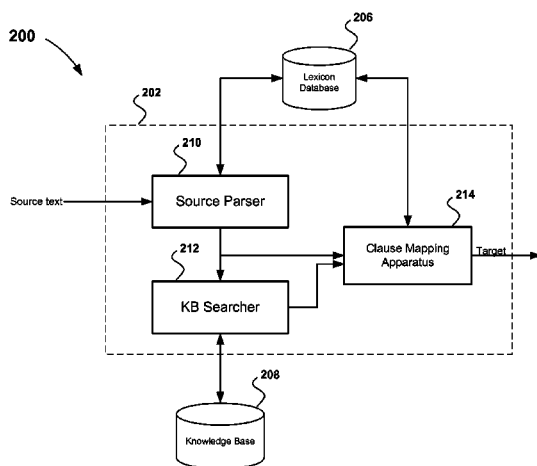 200
206
Lexicon
Database
202
210
Source text
Source Parser
214
Clause Mapping
Apparatus
Target
212
KB Searcher
208
Knowledge Base